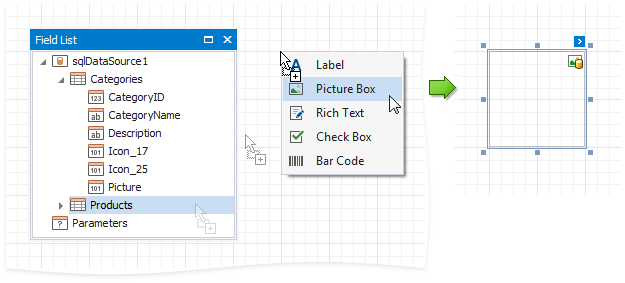 Field List
sqlDataSource1
Categories
123 CategoryID
ab CategoryName
ab Description
101 Icon_17
101 Icon_25
101 Picture
Products
? Parameters
A Label
Picture Box
Rich Text
Check Box
Bar Code